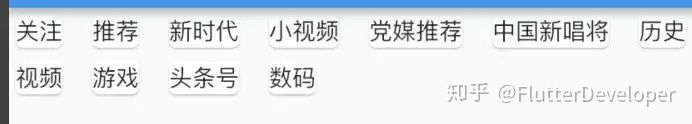 关注 推荐 新时代 小视频 党媒推荐 中国新唱将 历史
视频 游戏 头条号 数码
知乎 @FlutterDeveloper